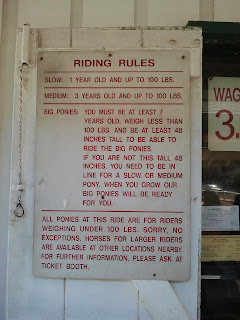 RIDING RULES
SLOW: 1 YEAR OLD AND UP TO 100 LBS.
MEDIUM: 3 YEARS OLD AND UP TO 100 LBS.
BIG PONIES: YOU MUST BE AT LEAST 7
YEARS OLD, WEIGH LESS THAN
100 LBS. AND BE AT LEAST 48
INCHES TALL TO BE ABLE TO
RIDE THE BIG PONIES.
IF YOU ARE NOT THIS TALL 48
INCHES, YOU NEED TO BE IN
LINE FOR A SLOW OR MEDIUM
PONY, WHEN YOU GROW OUR
BIG PONIES WILL BE READY
FOR YOU.
ALL PONIES AT THIS RIDE ARE FOR RIDERS
WEIGHING UNDER 100 LBS. SORRY, NO
EXCEPTIONS. HORSES FOR LARGER RIDERS
ARE AVAILABLE AT OTHER LOCATIONS NEARBY.
FOR FURTHER INFORMATION, PLEASE ASK AT
TICKET BOOTH.
WAG
3.